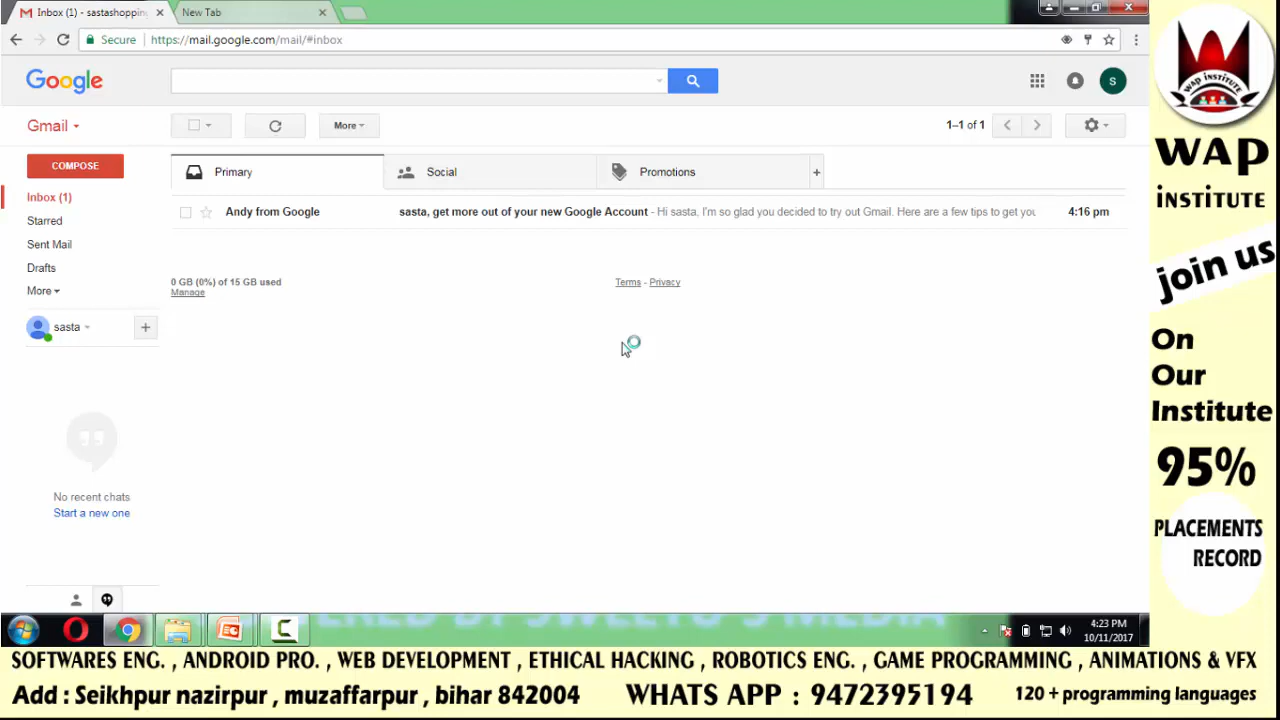 Inbox (1) - sastashopping
New Tab
Secure
https://mail.google.com/mail/#inbox
Google
S
Gmail
More
1–1 of 1
COMPOSE
Primary
Social
Promotions
+
Inbox (1)
Starred
Sent Mail
Drafts
More
Andy from Google
sasta, get more out of your new Google Account - Hi sasta, I'm so glad you decided to try out Gmail. Here are a few tips to get you
4:16 pm
0 GB (0%) of 15 GB used
Manage
Terms - Privacy
sasta
+
No recent chats
Start a new one
4:23 PM
10/11/2017
WAP INSTITUTE
WAP
INSTITUTE
join us
On
Our
Institute
95%
PLACEMENTS
RECORD
SOFTWARES ENG. , ANDROID PRO. , WEB DEVELOPMENT , ETHICAL HACKING , ROBOTICS ENG. , GAME PROGRAMMING , ANIMATIONS & VFX
Add : Seikhpur nazirpur , muzaffarpur , bihar 842004
WHATS APP : 9472395194
120 + programming languages